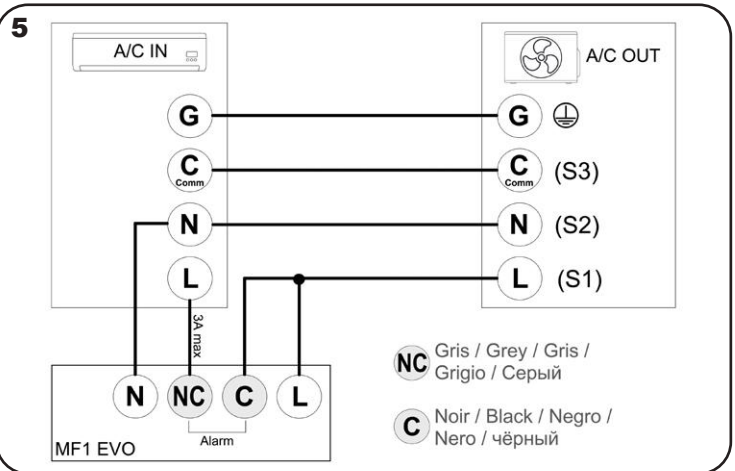 5
A/C IN
A/C OUT
G
G
C
Comm
C
Comm
(S3)
N
N
(S2)
L
L
(S1)
3A max
N
NC
C
L
Alarm
MF1 EVO
NC
Gris / Grey / Gris /
Grigio / Серый
C
Noir / Black / Negro /
Nero / чёрный